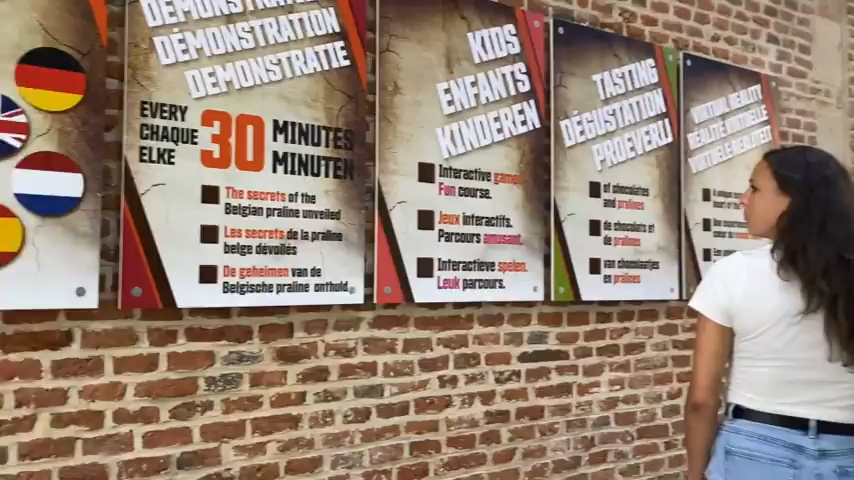 DÉMONSTRATION
DEMONSTRATIE
EVERY
CHAQUE
ELKE
30
MINUTES
MINUTEN
The secrets of the
Belgian praline unveiled
Les secrets de la praline
belge dévoilés
De geheimen van de
Belgische praline onthuld
KIDS
ENFANTS
KINDEREN
Interactive games.
Fun course.
Jeux interactifs.
Parcours amusant.
Interactieve spelen.
Leuk parcours.
TASTING
DÉGUSTATION
PROEVERIJ
of chocolates
and pralines
de chocolats et
de pralines
van chocolaatjes
en pralines
VIRTUAL REALITY
RÉALITÉ VIRTUELLE
VIRTUELE REALITEIT